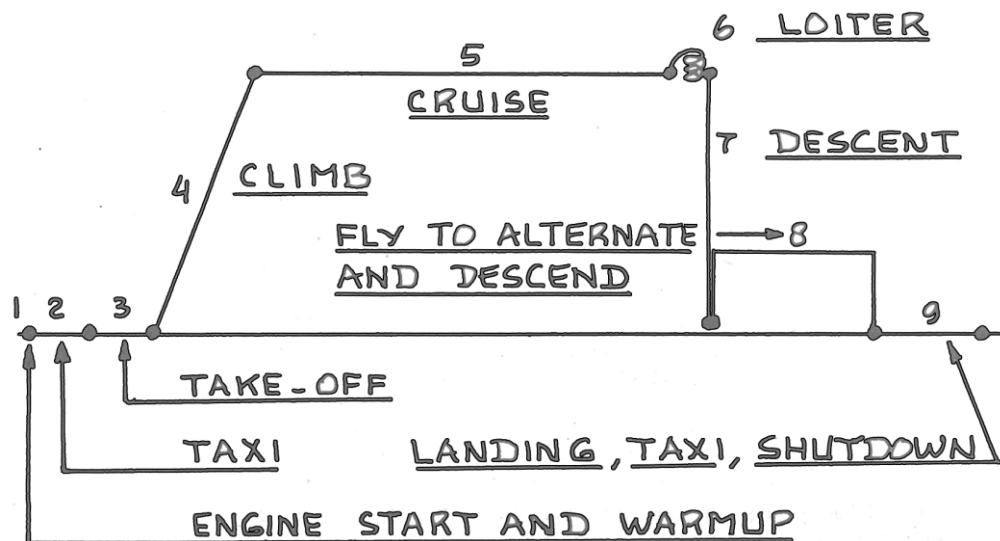 6 LOITER
5
CRUISE
7 DESCENT
4 CLIMB
FLY TO ALTERNATE
AND DESCEND
8
1 2 3
9
TAKE-OFF
TAXI
LANDING, TAXI, SHUTDOWN
ENGINE START AND WARMUP